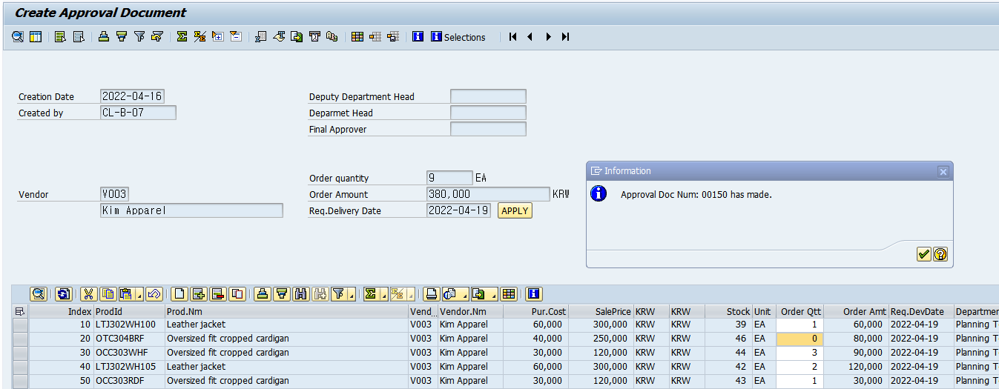 Create Approval Document
Selections
Creation Date 2022-04-16 Deputy Department Head
Created by CL-B-07 Deparmet Head
Final Approver
Information
Order quantity 9 EA
Vendor V003 Order Amount 380,000 KRW Approval Doc Num: 00150 has made.
Kim Apparel Req.Delivery Date 2022-04-19 APPLY
Index ProdId Prod.Nm Vend... Vendor.Nm Pur.Cost SalePrice KRW KRW Stock Unit Order Qtt Order Amt Req.DevDate Departmen
10 LTJ302WH100 Leather jacket V003 Kim Apparel 60,000 300,000 KRW KRW 39 EA 1 60,000 2022-04-19 Planning T
20 OTC304BRF Oversized fit cropped cardigan V003 Kim Apparel 40,000 250,000 KRW KRW 46 EA 0 80,000 2022-04-19 Planning T
30 OCC303WHF Oversized fit cropped cardigan V003 Kim Apparel 30,000 120,000 KRW KRW 44 EA 3 90,000 2022-04-19 Planning T
40 LTJ302WH105 Leather jacket V003 Kim Apparel 60,000 300,000 KRW KRW 42 EA 2 120,000 2022-04-19 Planning T
50 OCC303RDF Oversized fit cropped cardigan V003 Kim Apparel 30,000 120,000 KRW KRW 43 EA 1 30,000 2022-04-19 Planning T